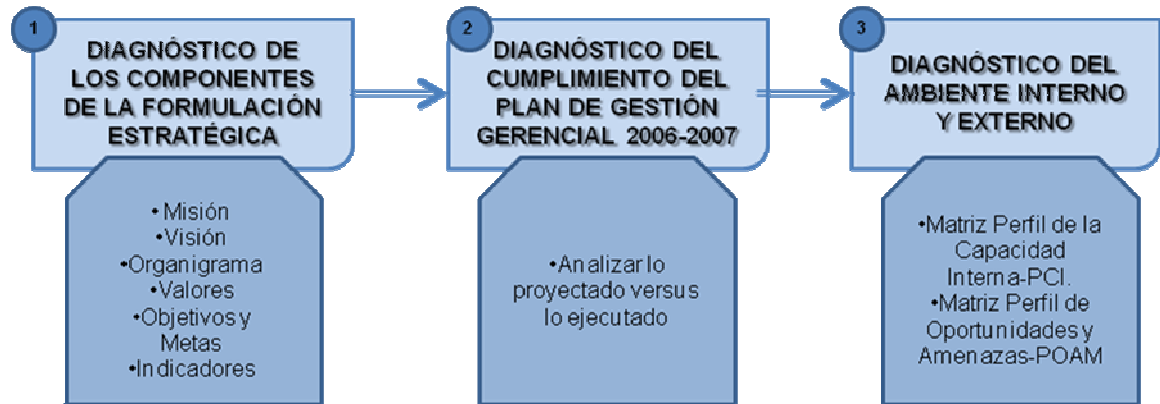 1
DIAGNÓSTICO DE
LOS COMPONENTES
DE LA FORMULACIÓN
ESTRATÉGICA
•Misión
•Visión
•Organigrama
•Valores
•Objetivos y
Metas
•Indicadores
2
DIAGNÓSTICO DEL
CUMPLIMIENTO DEL
PLAN DE GESTIÓN
GERENCIAL 2006-2007
•Analizar lo
proyectado versus
lo ejecutado
3
DIAGNÓSTICO DEL
AMBIENTE INTERNO
Y EXTERNO
•Matriz Perfil de la
Capacidad
Interna-PCI.
•Matriz Perfil de
Oportunidades y
Amenazas-POAM